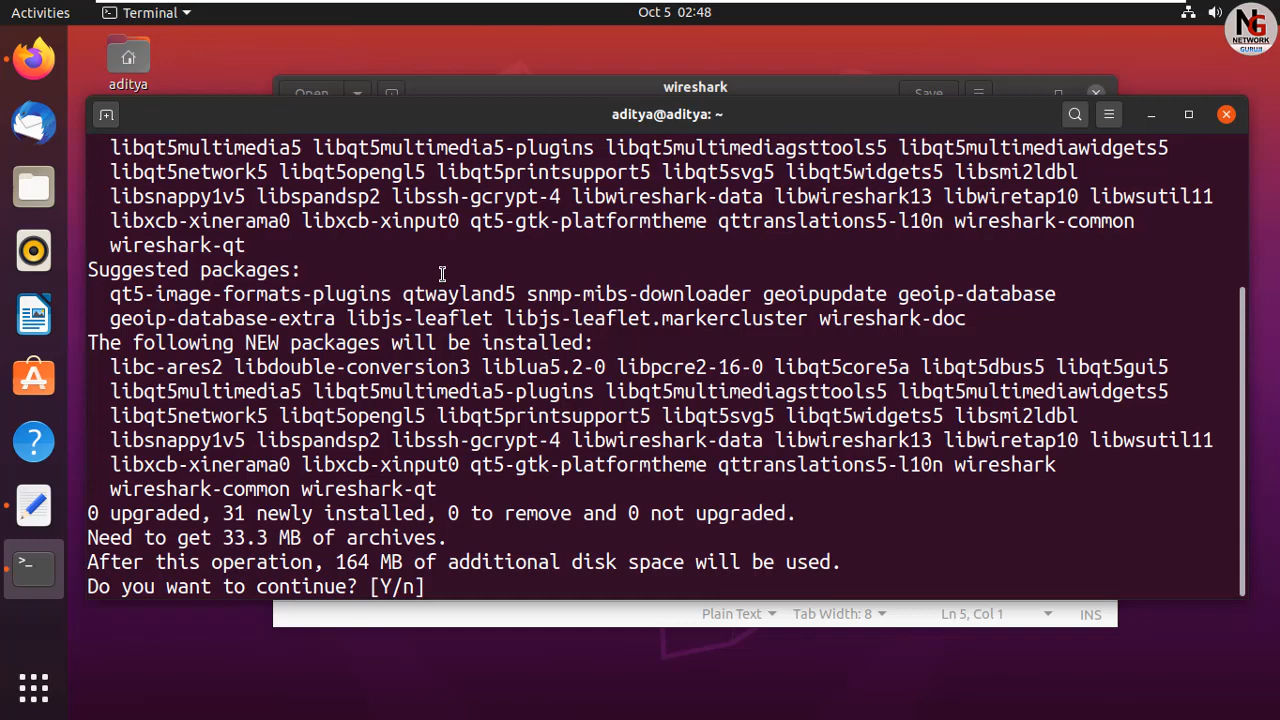 Activities
Terminal
Oct 5 02:48
NG
NETWORK
GURUJI
aditya
Open
wireshark
Save
aditya@aditya: ~
libqt5multimedia5 libqt5multimedia5-plugins libqt5multimediagsttools5 libqt5multimediawidgets5
libqt5network5 libqt5opengl5 libqt5printsupport5 libqt5svg5 libqt5widgets5 libsmi2ldbl
libsnappy1v5 libspandsp2 libssh-gcrypt-4 libwireshark-data libwireshark13 libwiretap10 libwsutil11
libxcb-xinerama0 libxcb-xinput0 qt5-gtk-platformtheme qttranslations5-l10n wireshark-common
wireshark-qt
Suggested packages:
qt5-image-formats-plugins qtwayland5 snmp-mibs-downloader geoipupdate geoip-database
geoip-database-extra libjs-leaflet libjs-leaflet.markercluster wireshark-doc
The following NEW packages will be installed:
libc-ares2 libdouble-conversion3 liblua5.2-0 libpcre2-16-0 libqt5core5a libqt5dbus5 libqt5gui5
libqt5multimedia5 libqt5multimedia5-plugins libqt5multimediagsttools5 libqt5multimediawidgets5
libqt5network5 libqt5opengl5 libqt5printsupport5 libqt5svg5 libqt5widgets5 libsmi2ldbl
libsnappy1v5 libspandsp2 libssh-gcrypt-4 libwireshark-data libwireshark13 libwiretap10 libwsutil11
libxcb-xinerama0 libxcb-xinput0 qt5-gtk-platformtheme qttranslations5-l10n wireshark
wireshark-common wireshark-qt
0 upgraded, 31 newly installed, 0 to remove and 0 not upgraded.
Need to get 33.3 MB of archives.
After this operation, 164 MB of additional disk space will be used.
Do you want to continue? [Y/n]
Plain Text
Tab Width: 8
Ln 5, Col 1
INS